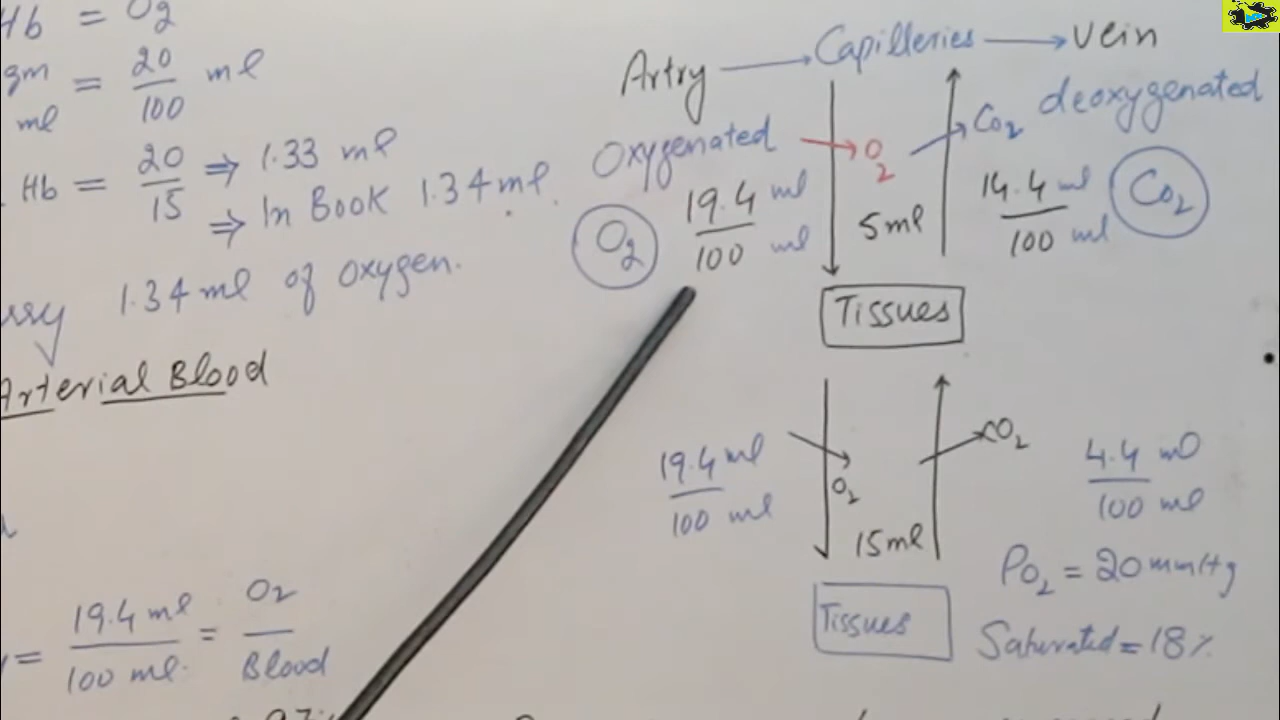 Hb = O2
gm
ml = 20/100 ml
Hb = 20/15 ⇒ 1.33 ml
⇒ In Book 1.34 ml.
1.34 ml of oxygen.
Arterial Blood
= 19.4 ml/100 ml. = O2/Blood
Artry → Capilleries → Vein
Oxygenated
O2
Co2 deoxygenated
O2
19.4 ml/100 ml
5 ml
14.4 ml/100 ml
Co2
Tissues
19.4 ml/100 ml
O2
CO2
15 ml
4.4 ml/100 ml
PO2 = 20 mmHg
Tissues
Saturated = 18%